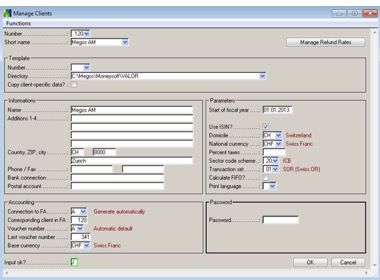 Manage Clients
Functions
Number 120
Short name Megos AM
Manage Refund Rates
Template
Number
Directory C:\Megos\Moneysoft\VALOR
Copy client-specific data?
Informations
Name Megos AM
Additions 1-4
Country, ZIP, city CH 8000
Zürich
Phone / Fax
Bank connection
Postal account
Parameters
Start of fiscal year 01.01.2013
Use ISIN?
Domicile CH Switzerland
National currency CHF Swiss Franc
Percent taxes
Sector code scheme 20 ICB
Transaction set 01 SOR (Swiss OR)
Calculate FIFO?
Print language
Accounting
Connection to FA A Generate automatically
Corresponding client in FA 120
Voucher number A Automatic default
Last voucher number 341
Base currency CHF Swiss Franc
Password
Password
Input ok?
OK Cancel